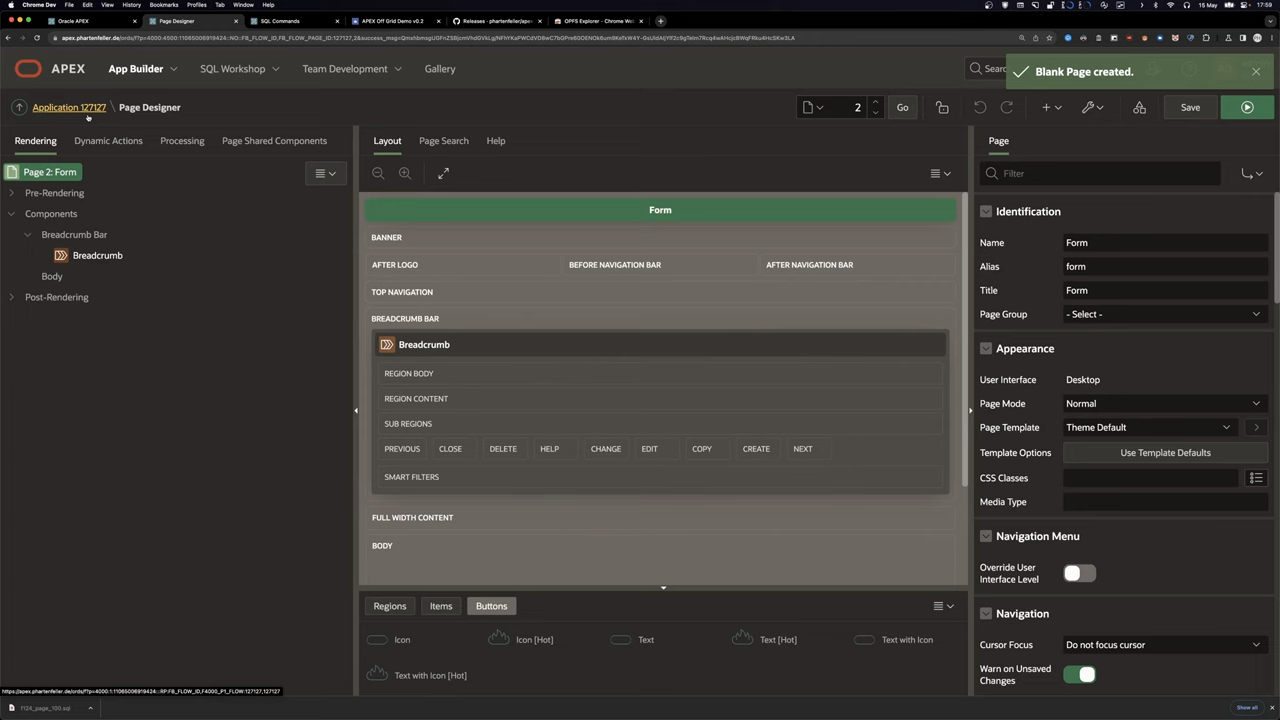 Chrome Dev File Edit View History Bookmarks Profiles Tab Window Help 15 May 17:59
Oracle APEX
Page Designer
SQL Commands
APEX Off Grid Demo v0.2
Releases · phartenfeller/apex-
OPFS Explorer - Chrome Web
APEX App Builder SQL Workshop Team Development Gallery
Blank Page created.
Application 127127 \ Page Designer
2 Go Save
Rendering Dynamic Actions Processing Page Shared Components
Layout Page Search Help
Page
Page 2: Form
Pre-Rendering
Components
Breadcrumb Bar
Breadcrumb
Body
Post-Rendering
Form
BANNER
AFTER LOGO BEFORE NAVIGATION BAR AFTER NAVIGATION BAR
TOP NAVIGATION
BREADCRUMB BAR
Breadcrumb
REGION BODY
REGION CONTENT
SUB REGIONS
PREVIOUS CLOSE DELETE HELP CHANGE EDIT COPY CREATE NEXT
SMART FILTERS
FULL WIDTH CONTENT
BODY
Regions Items Buttons
Icon Icon [Hot] Text Text [Hot] Text with Icon
Text with Icon [Hot]
Filter
Identification
Name Form
Alias form
Title Form
Page Group - Select -
Appearance
User Interface Desktop
Page Mode Normal
Page Template Theme Default
Template Options Use Template Defaults
CSS Classes
Media Type
Navigation Menu
Override User
Interface Level
Navigation
Cursor Focus Do not focus cursor
Warn on Unsaved
Changes
f124_page_100.sql
Show all